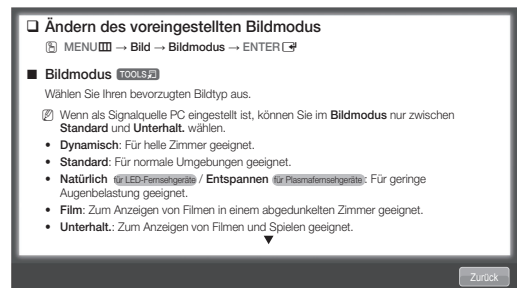 ❑ Ändern des voreingestellten Bildmodus
MENU → Bild → Bildmodus → ENTER
■ Bildmodus TOOLS
Wählen Sie Ihren bevorzugten Bildtyp aus.
Wenn als Signalquelle PC eingestellt ist, können Sie im Bildmodus nur zwischen
Standard und Unterhalt. wählen.
• Dynamisch: Für helle Zimmer geeignet.
• Standard: Für normale Umgebungen geeignet.
• Natürlich für LED-Fernsehgeräte / Entspannen für Plasmafernsehgeräte: Für geringe
Augenbelastung geeignet.
• Film: Zum Anzeigen von Filmen in einem abgedunkelten Zimmer geeignet.
• Unterhalt.: Zum Anzeigen von Filmen und Spielen geeignet.
▼
Zurück